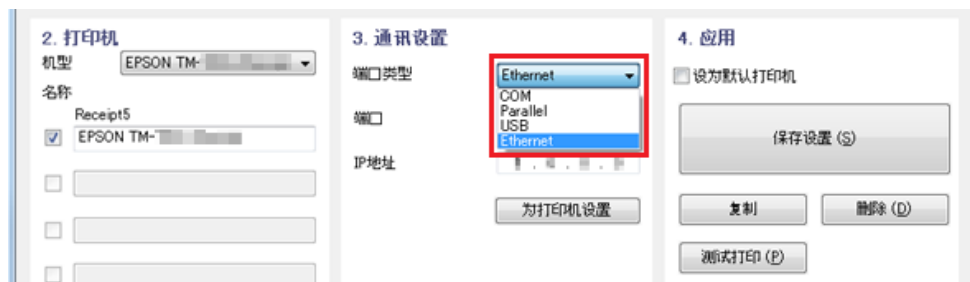 2. 打印机
机型
EPSON TM-
名称
Receipt5
EPSON TM-
3. 通讯设置
端口类型
Ethernet
COM
Parallel
USB
Ethernet
端口
IP地址
为打印机设置
4. 应用
设为默认打印机
保存设置 (S)
复制
删除 (D)
测试打印 (P)